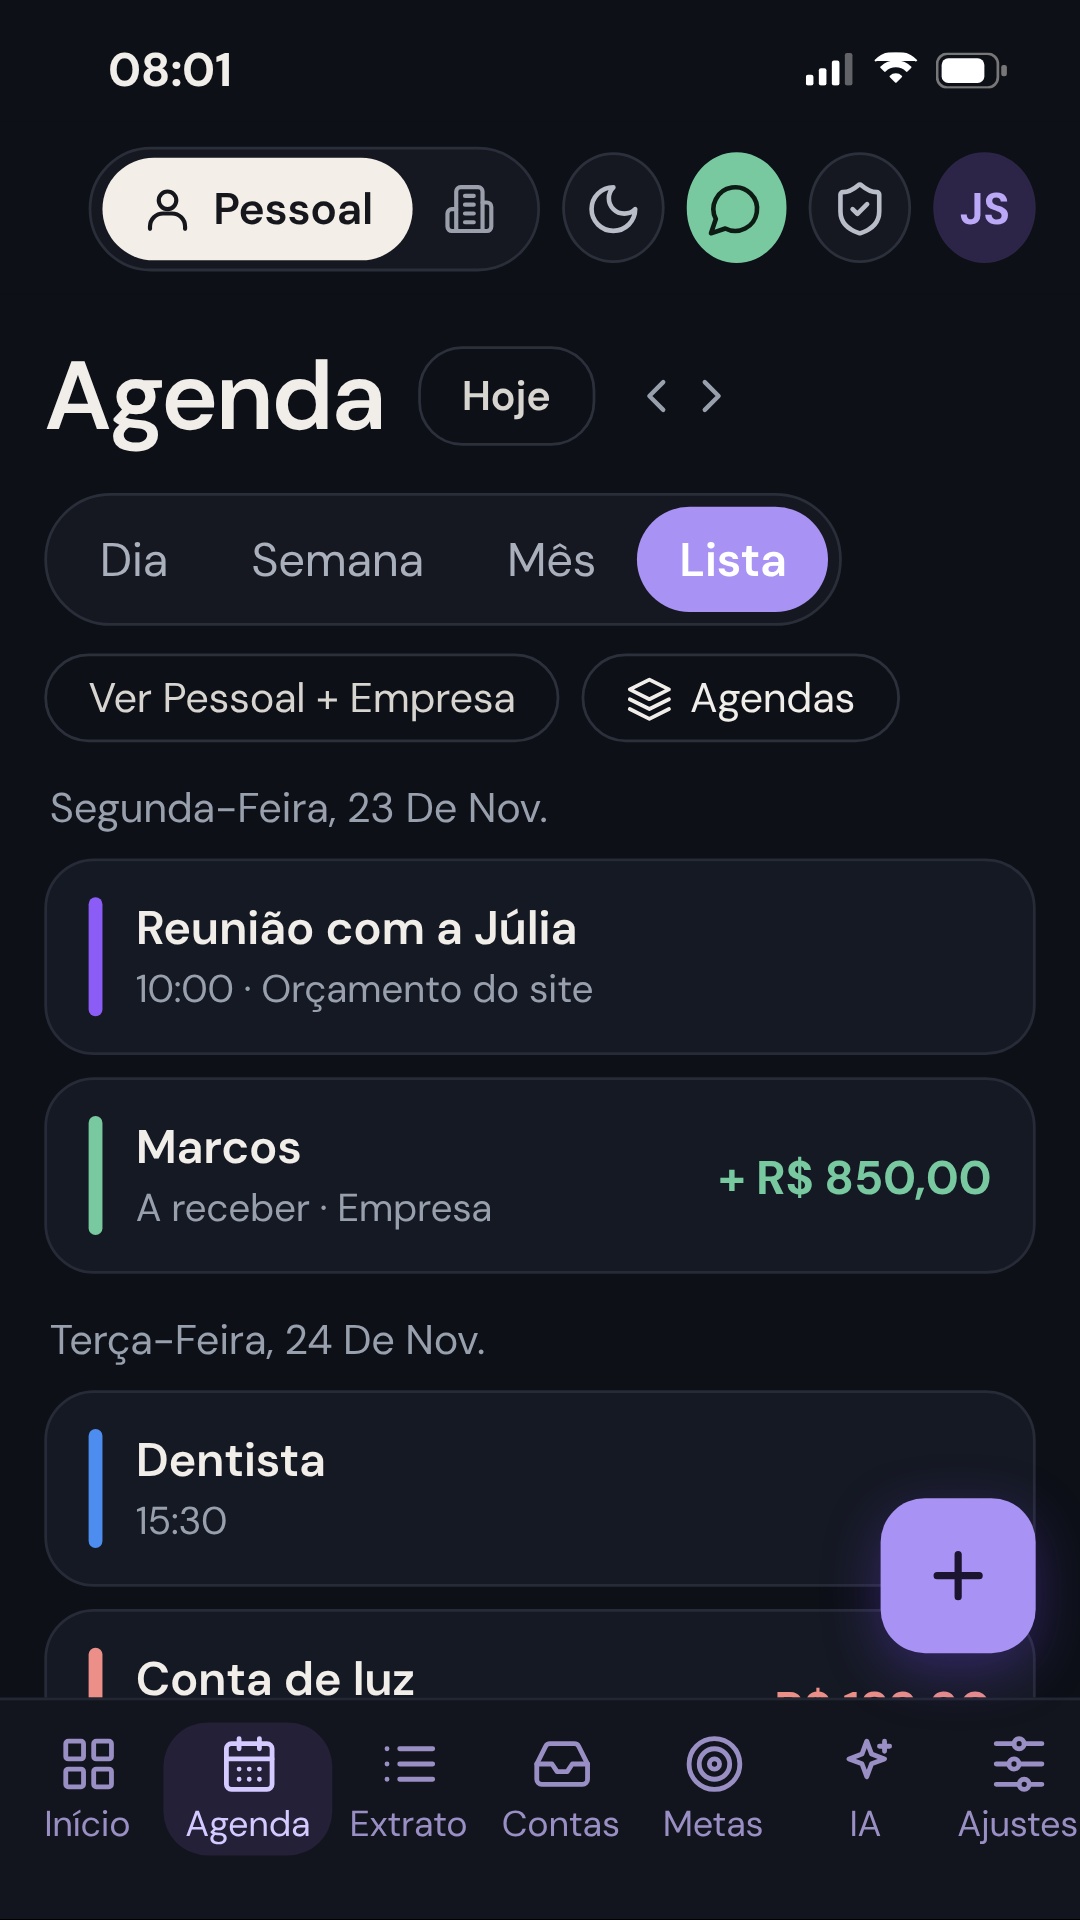 08:01
Pessoal
JS
Agenda
Hoje
Dia Semana Mês Lista
Ver Pessoal + Empresa
Agendas
Segunda-Feira, 23 De Nov.
Reunião com a Júlia
10:00 · Orçamento do site
Marcos
+ R$ 850,00
A receber · Empresa
Terça-Feira, 24 De Nov.
Dentista
15:30
Conta de luz
Início Agenda Extrato Contas Metas IA Ajustes